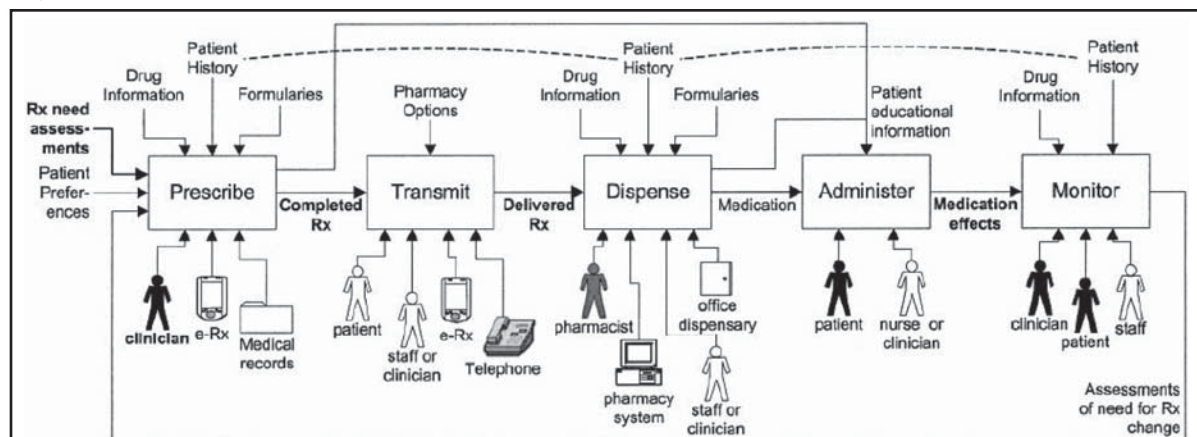 Patient
History
Drug
Information
Formularies
Rx need
assess-
ments
Patient
Prefer-
ences
Prescribe
Completed
Rx
clinician
e-Rx
Medical
records
Pharmacy
Options
Transmit
Delivered
Rx
patient
staff or
clinician
e-Rx
Telephone
Patient
History
Drug
Information
Formularies
Dispense
Medication
pharmacist
pharmacy
system
office
dispensary
staff or
clinician
Patient
educational
information
Administer
Medication
effects
patient
nurse or
clinician
Patient
History
Drug
Information
Monitor
clinician
patient
staff
Assessments
of need for Rx
change